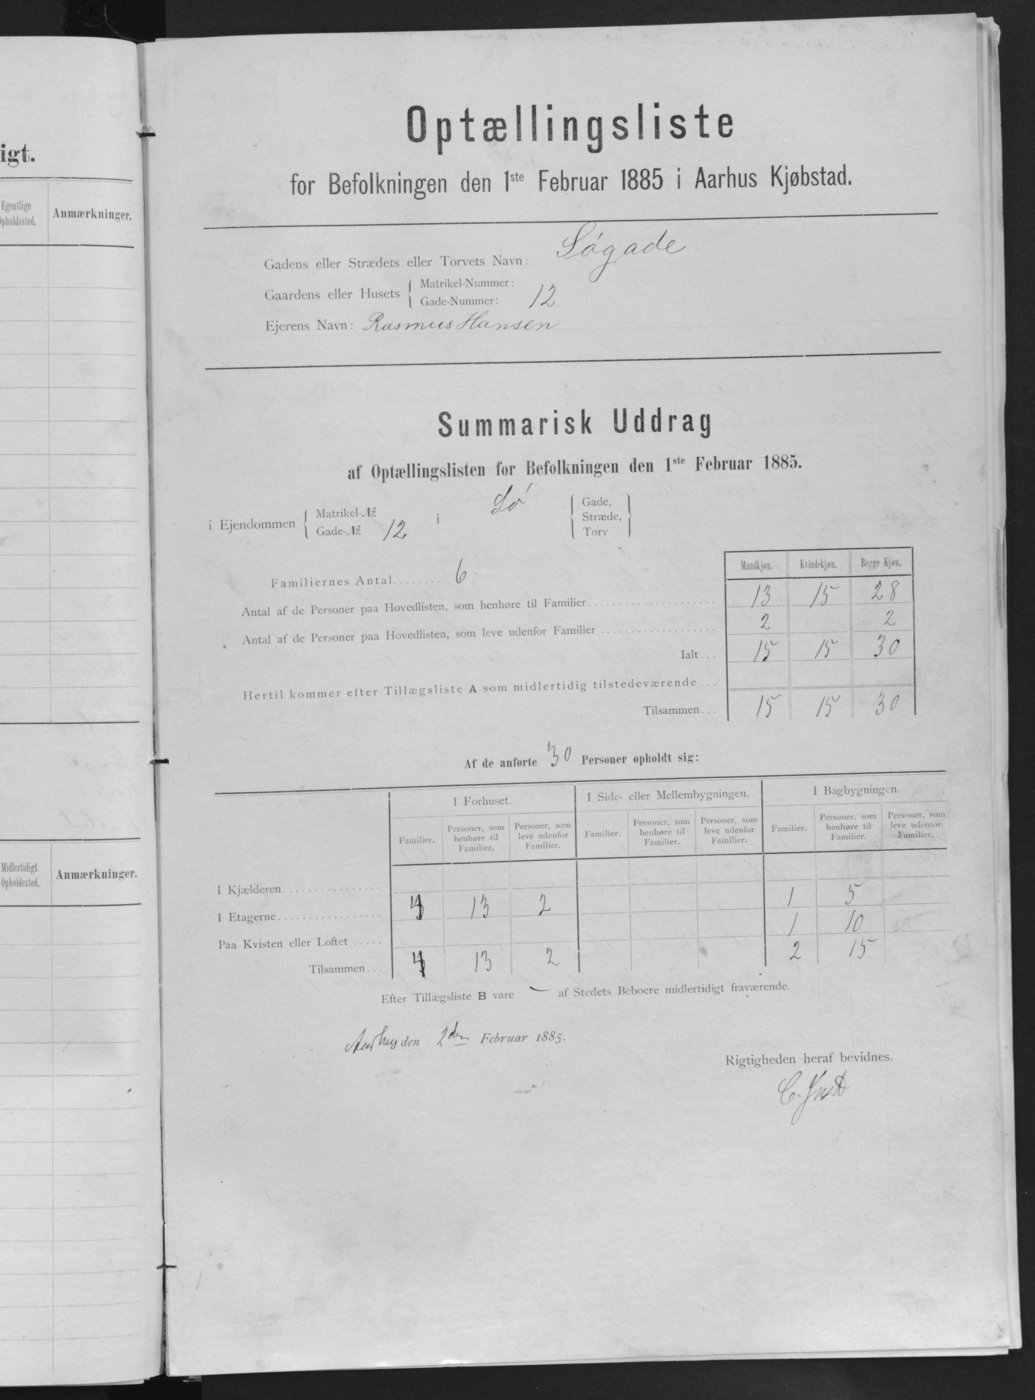 igt.
Egentlige
Opholdssted.
Anmærkninger.
Midlertidigt
Opholdssted.
Anmærkninger.
Optællingsliste
for Befolkningen den 1ste Februar 1885 i Aarhus Kjøbstad.
Gadens eller Strædets eller Torvets Navn: Søgade
Gaardens eller Husets { Matrikel-Nummer:
Gade-Nummer: 12
Ejerens Navn: Rasmus Hansen
Summarisk Uddrag
af Optællingslisten for Befolkningen den 1ste Februar 1885.
i Ejendommen { Matrikel-№
Gade-№ 12 i Sø { Gade,
Stræde,
Torv }
Mandkjøn. Kvindekjøn. Begge Kjøn.
Familiernes Antal........ 6
Antal af de Personer paa Hovedlisten, som henhøre til Familier 13 15 28
Antal af de Personer paa Hovedlisten, som leve udenfor Familier 2 2
Ialt... 15 15 30
Hertil kommer efter Tillægsliste A som midlertidig tilstedeværende...
Tilsammen... 15 15 30
Af de anførte 30 Personer opholdt sig:
I Forhuset. I Side- eller Mellembygningen. I Bagbygningen.
Familier. Personer, som henhøre til Familier. Personer, som leve udenfor Familier. Familier. Personer, som henhøre til Familier. Personer, som leve udenfor Familier. Familier. Personer, som henhøre til Familier. Personer, som leve udenfor Familier.
I Kjælderen
I Etagerne 4 13 2 1 5
Paa Kvisten eller Loftet 1 10
Tilsammen... 4 13 2 2 15
Efter Tillægsliste B vare — af Stedets Beboere midlertidigt fraværende.
Aarhus den 2den Februar 1885.
Rigtigheden heraf bevidnes.